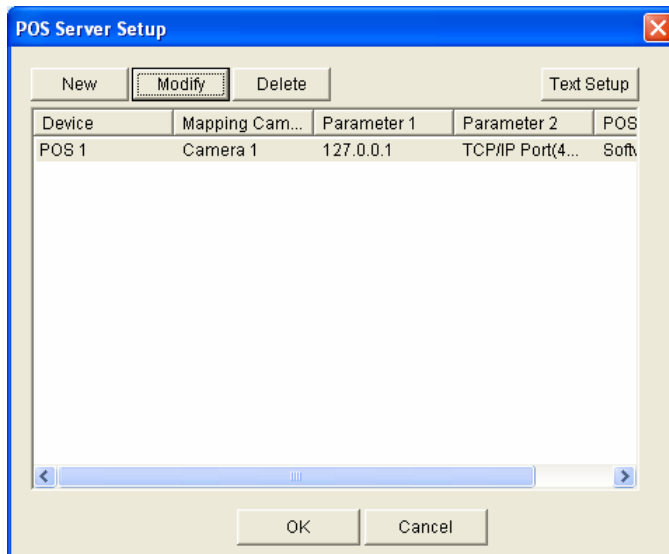 POS Server Setup
New Modify Delete Text Setup
Device Mapping Cam... Parameter 1 Parameter 2 POS
POS 1 Camera 1 127.0.0.1 TCP/IP Port(4... Softw
OK Cancel